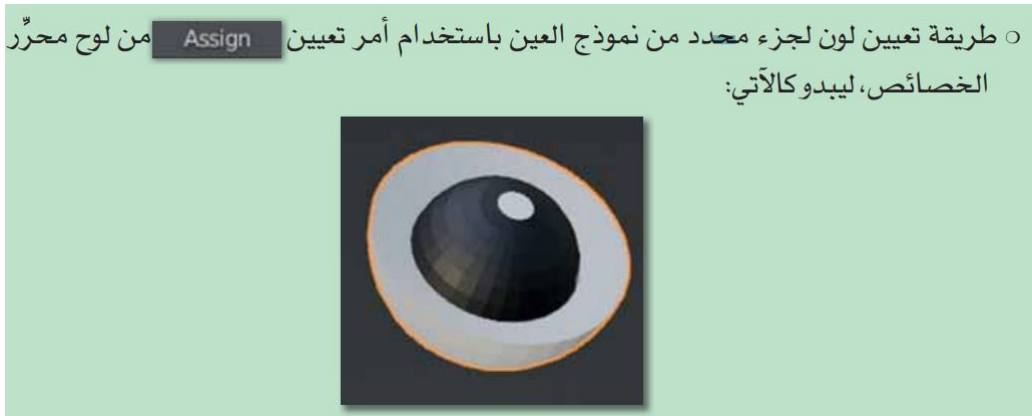 ○ طريقة تعيين لون لجزء محدد من نموذج العين باستخدام أمر تعيين Assign من لوح محرِّر
الخصائص، ليبدو كالآتي: